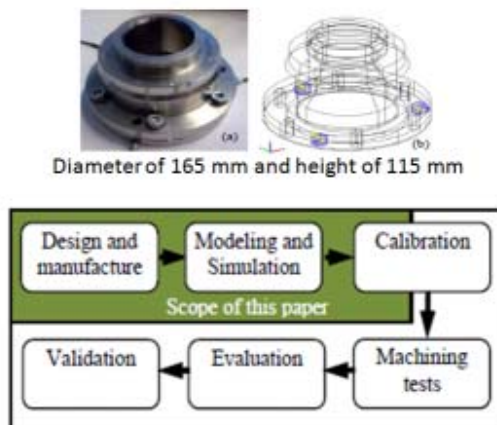 (a)
(b)
Diameter of 165 mm and height of 115 mm
Design and
manufacture
Modeling and
Simulation
Calibration
Scope of this paper
Validation
Evaluation
Machining
tests